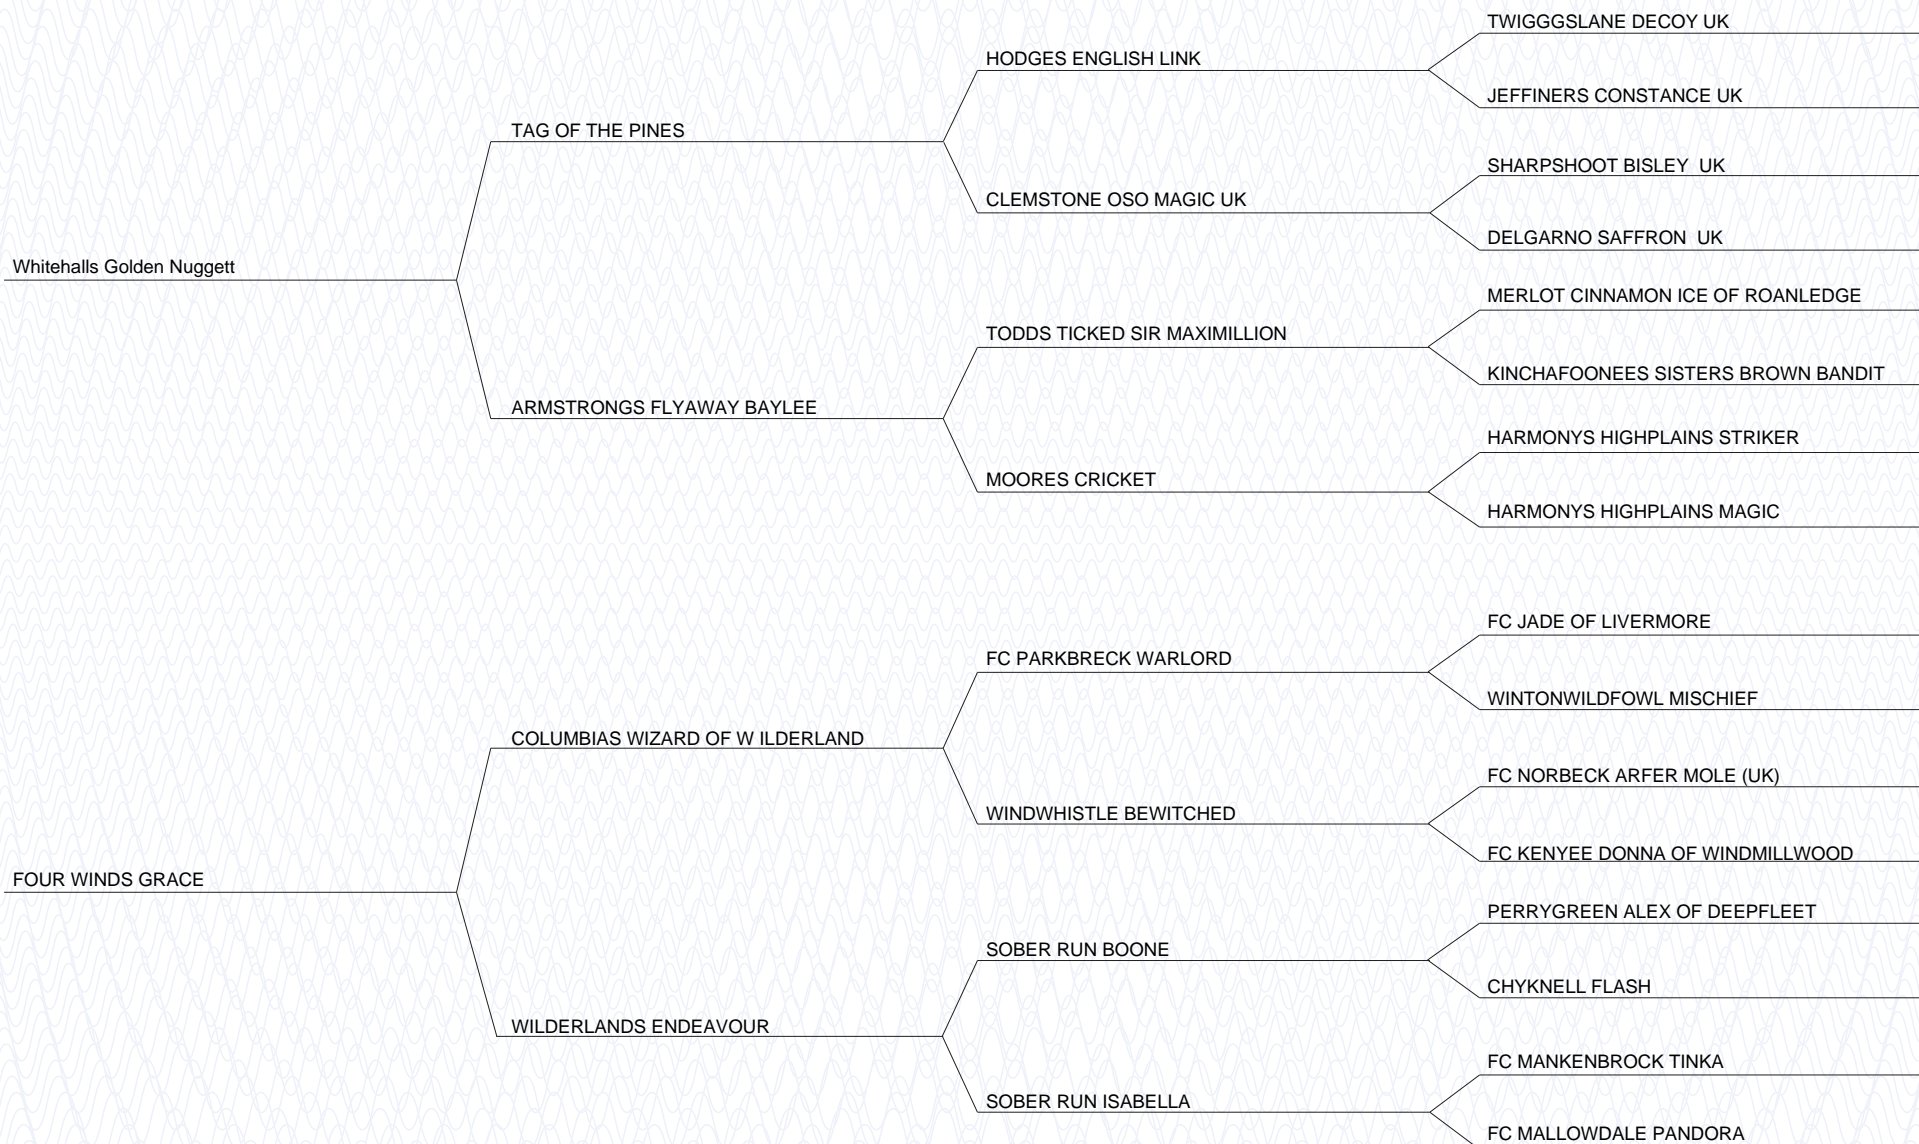 TWIGGGSLANE DECOY UK
HODGES ENGLISH LINK
JEFFINERS CONSTANCE UK
TAG OF THE PINES
SHARPSHOOT BISLEY  UK
CLEMSTONE OSO MAGIC UK
DELGARNO SAFFRON  UK
Whitehalls Golden Nuggett
MERLOT CINNAMON ICE OF ROANLEDGE
TODDS TICKED SIR MAXIMILLION
KINCHAFOONEES SISTERS BROWN BANDIT
ARMSTRONGS FLYAWAY BAYLEE
HARMONYS HIGHPLAINS STRIKER
MOORES CRICKET
HARMONYS HIGHPLAINS MAGIC
FC JADE OF LIVERMORE
FC PARKBRECK WARLORD
WINTONWILDFOWL MISCHIEF
COLUMBIAS WIZARD OF W ILDERLAND
FC NORBECK ARFER MOLE (UK)
WINDWHISTLE BEWITCHED
FC KENYEE DONNA OF WINDMILLWOOD
FOUR WINDS GRACE
PERRYGREEN ALEX OF DEEPFLEET
SOBER RUN BOONE
CHYKNELL FLASH
WILDERLANDS ENDEAVOUR
FC MANKENBROCK TINKA
SOBER RUN ISABELLA
FC MALLOWDALE PANDORA